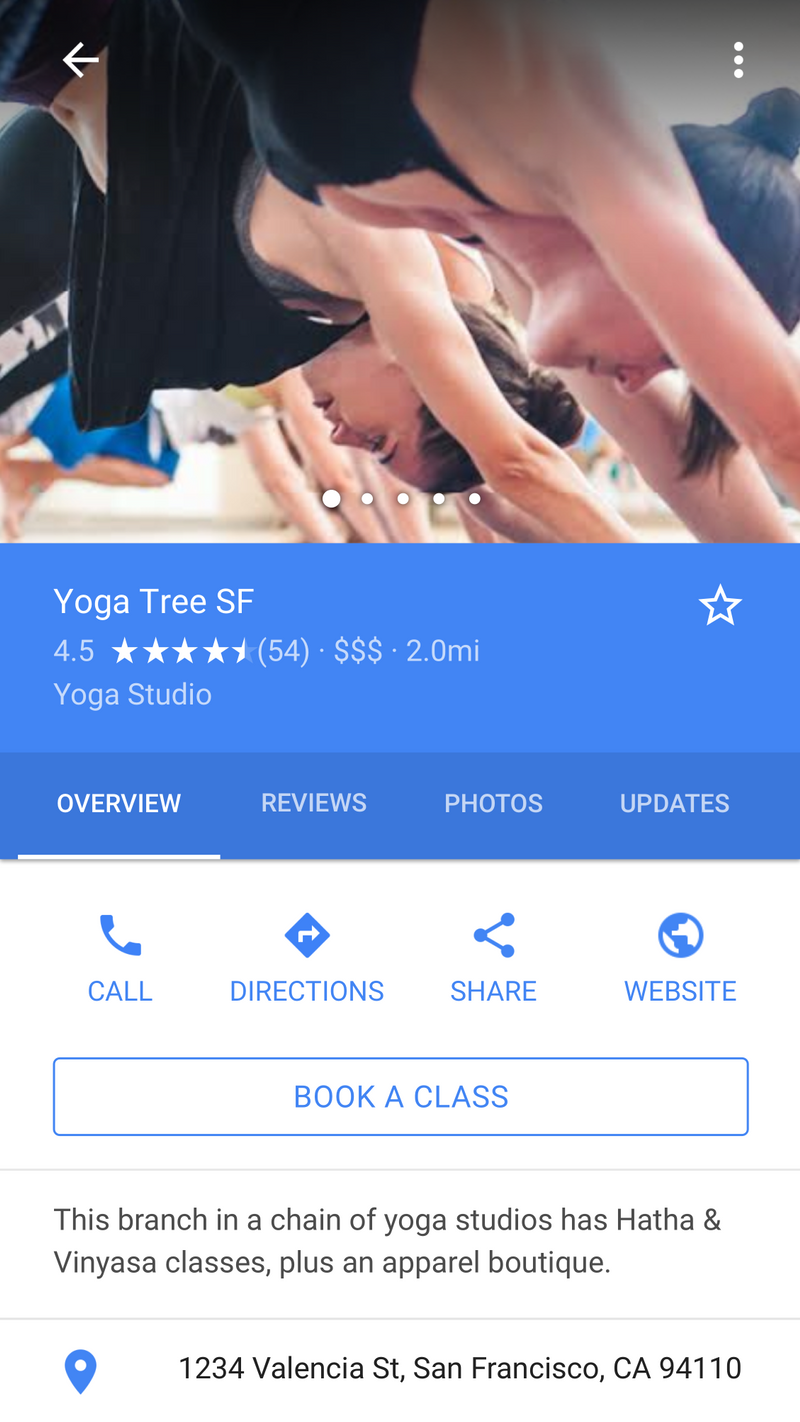 Yoga Tree SF
4.5 ★★★★⯨ (54) · $$$ · 2.0mi
Yoga Studio
OVERVIEW REVIEWS PHOTOS UPDATES
CALL DIRECTIONS SHARE WEBSITE
BOOK A CLASS
This branch in a chain of yoga studios has Hatha &
Vinyasa classes, plus an apparel boutique.
1234 Valencia St, San Francisco, CA 94110